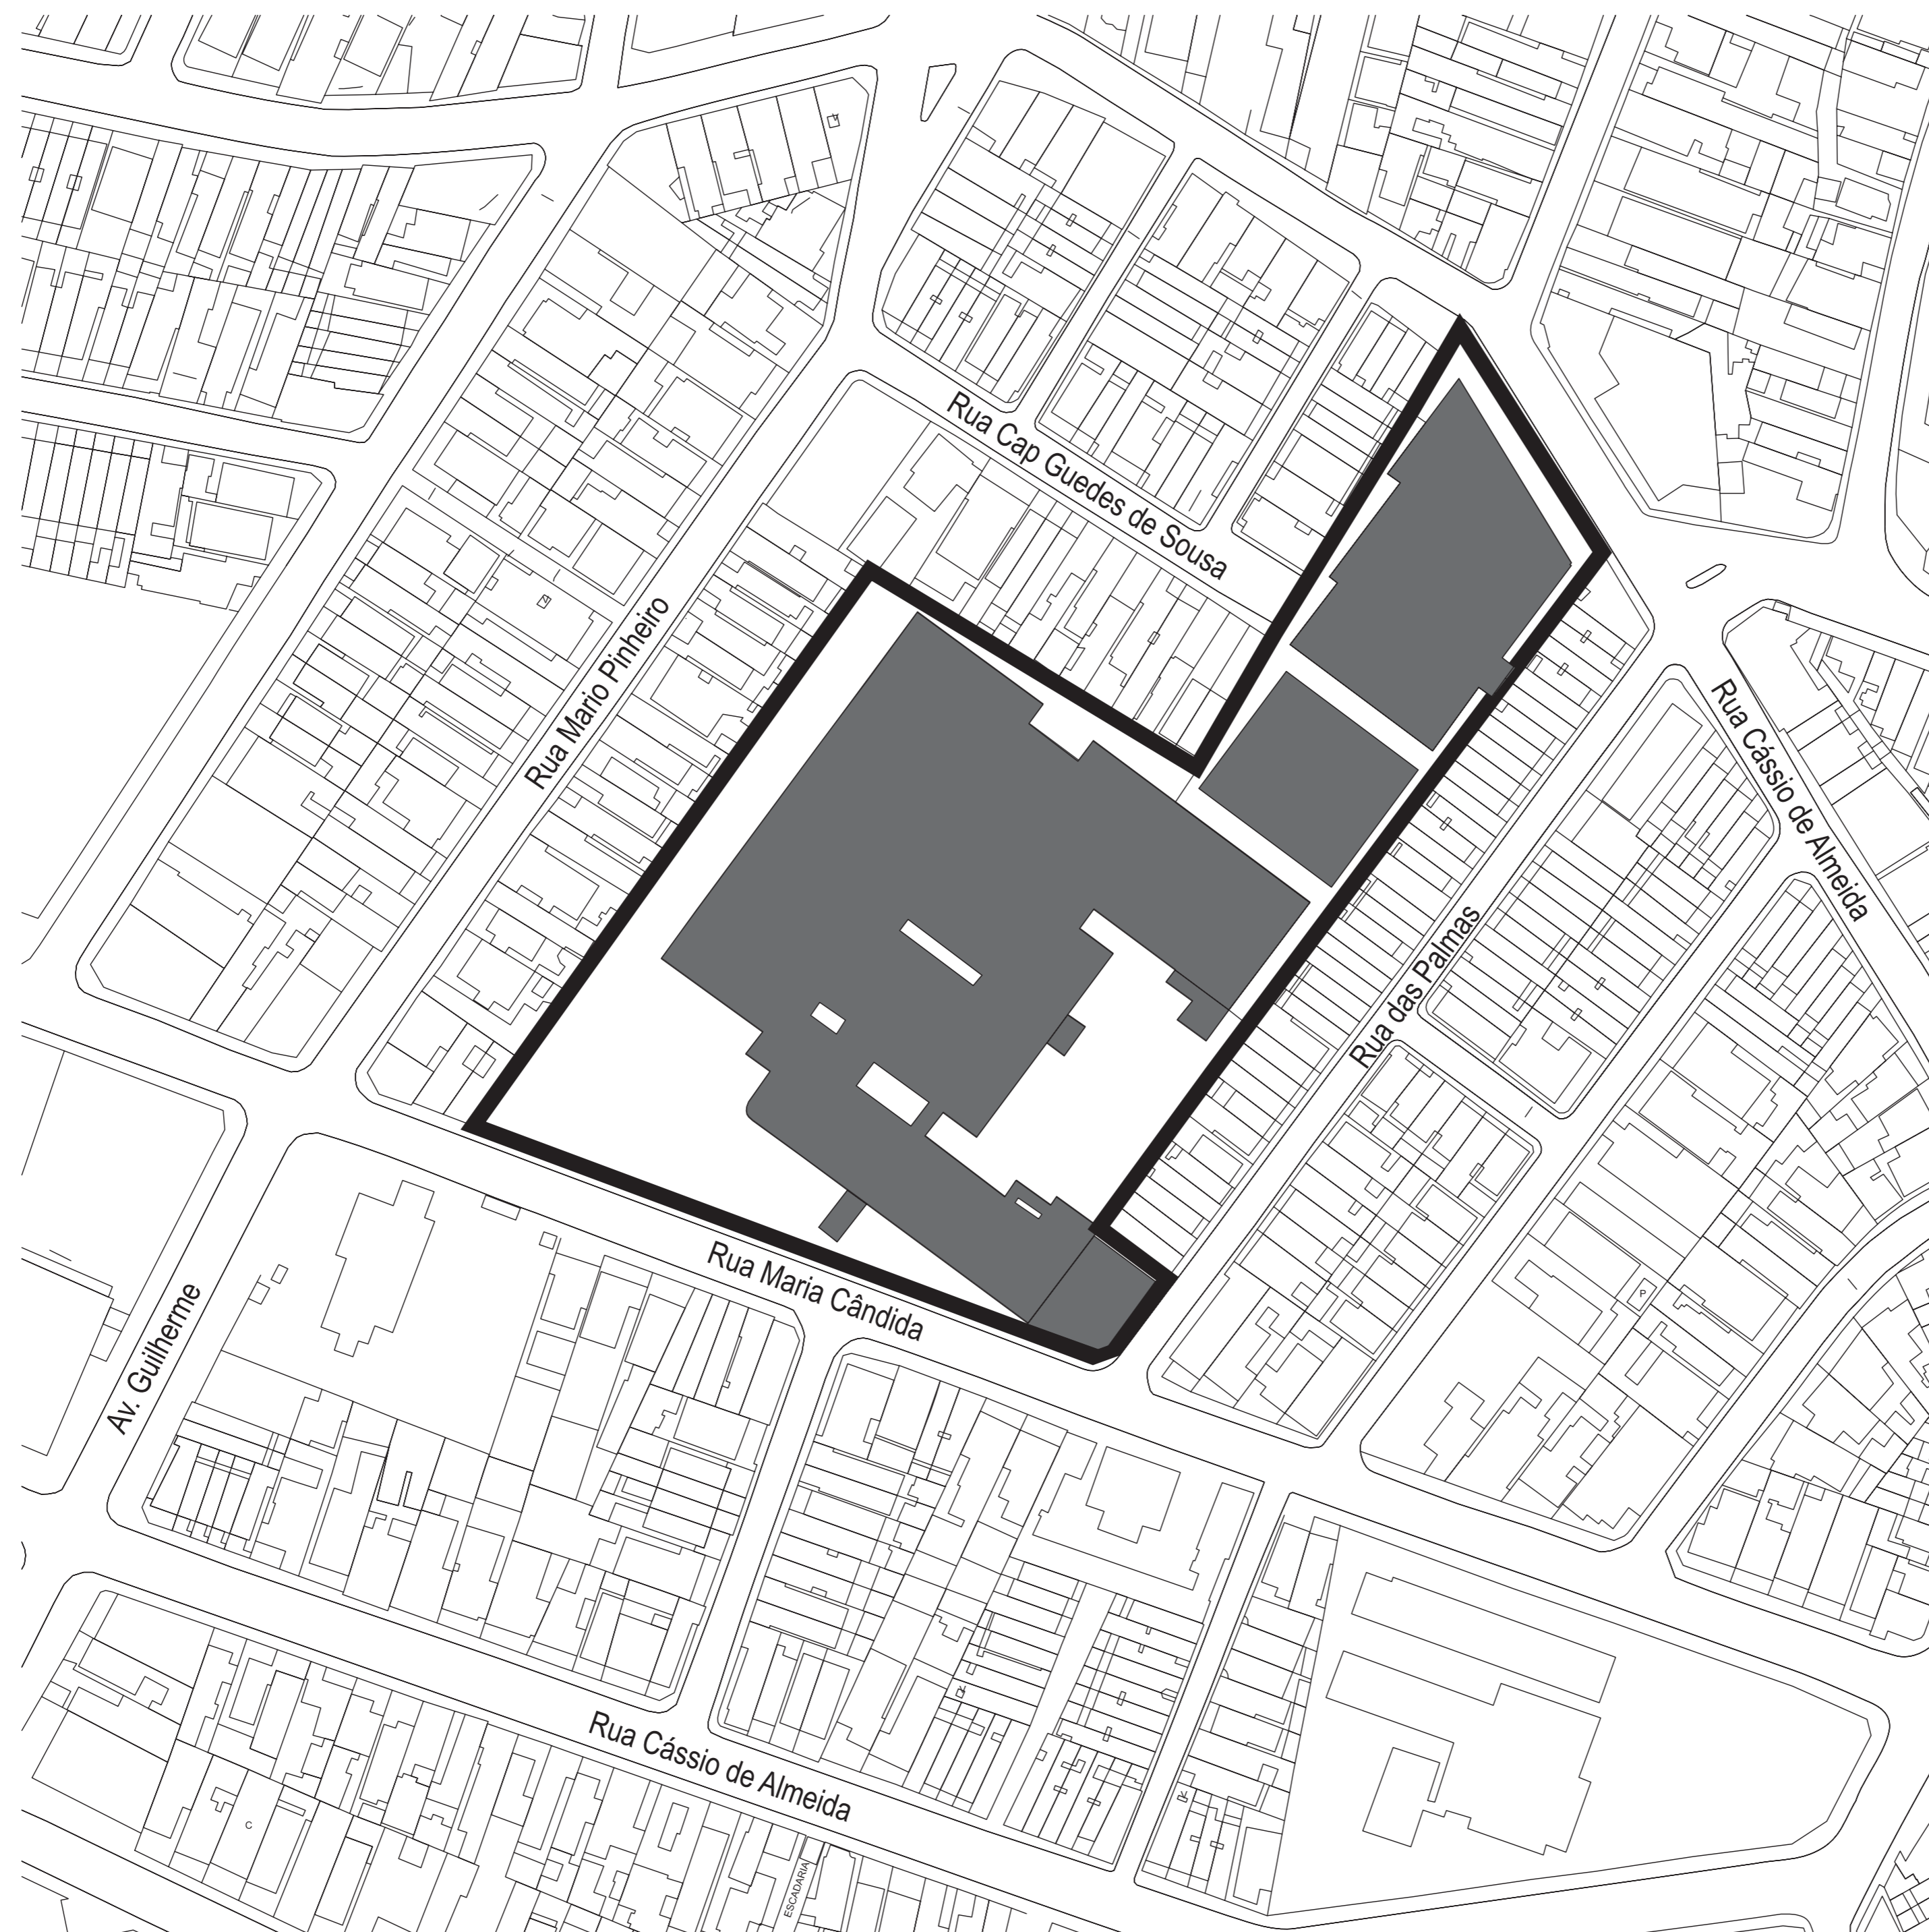 Rua Cap Guedes de Sousa
Rua Mario Pinheiro
Rua Cássio de Almeida
Rua das Palmas
Rua Maria Cândida
Av. Guilherme
P
Rua Cássio de Almeida
C
ESCADARIA